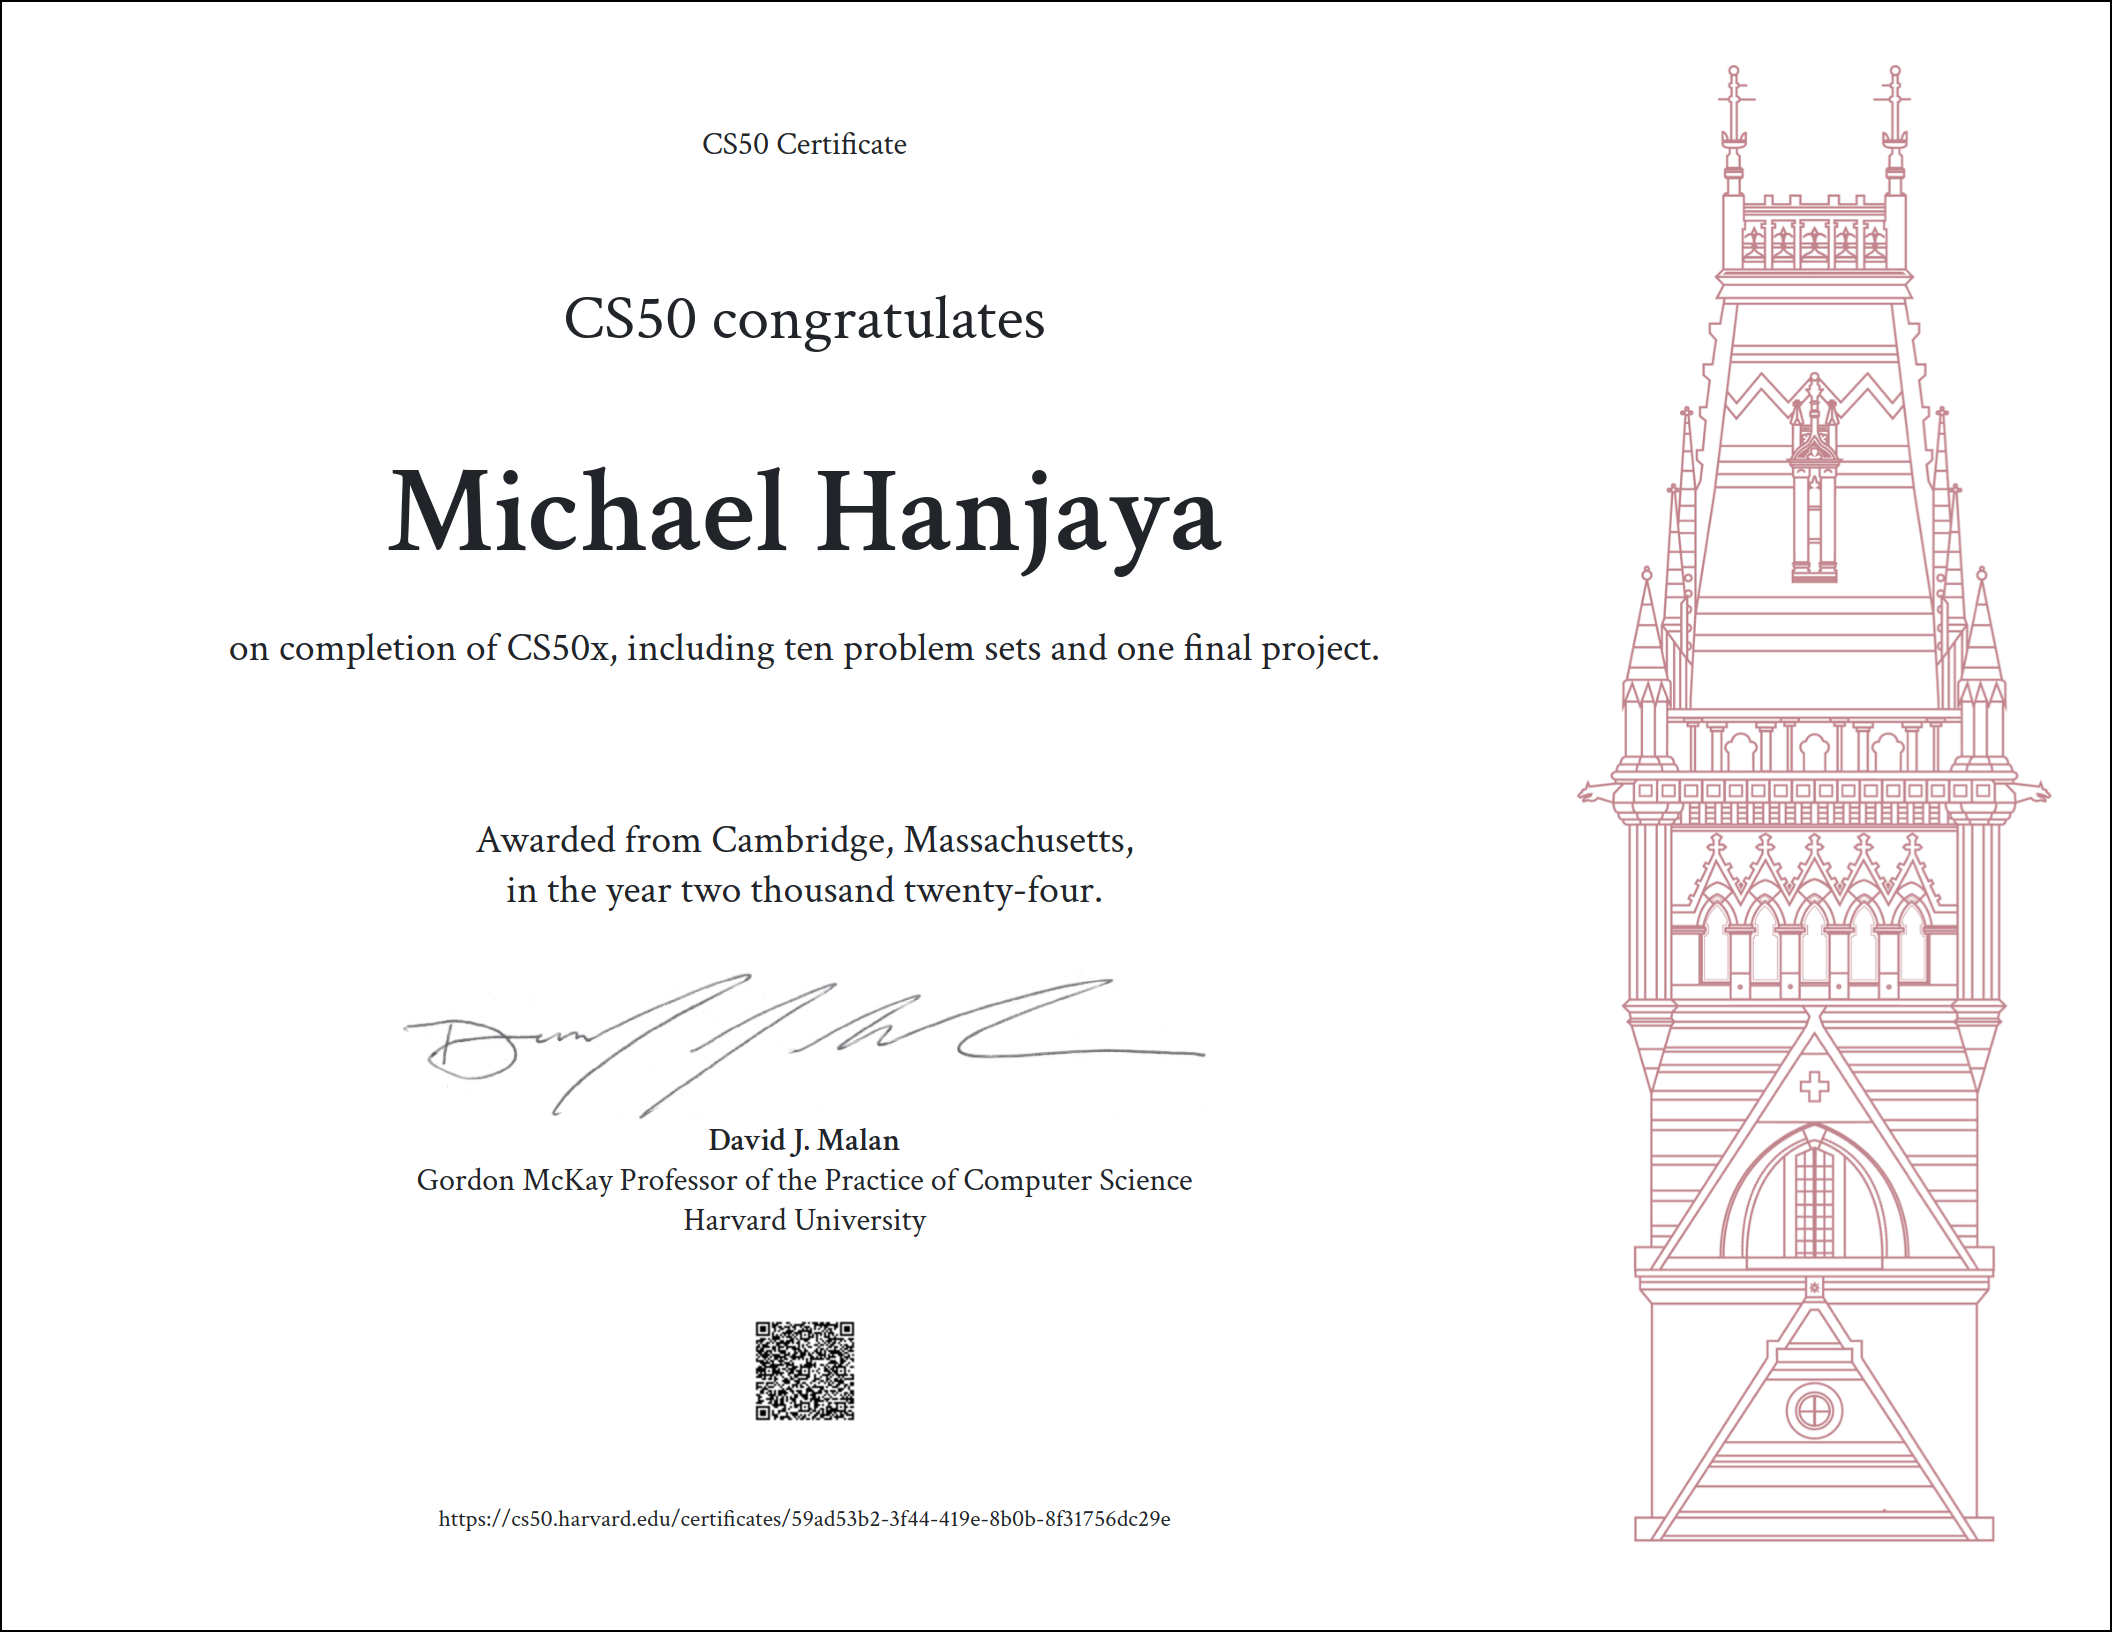 CS50 Certificate
CS50 congratulates
Michael Hanjaya
on completion of CS50x, including ten problem sets and one final project.
Awarded from Cambridge, Massachusetts,
in the year two thousand twenty-four.
David J. Malan
Gordon McKay Professor of the Practice of Computer Science
Harvard University
https://cs50.harvard.edu/certificates/59ad53b2-3f44-419e-8b0b-8f31756dc29e